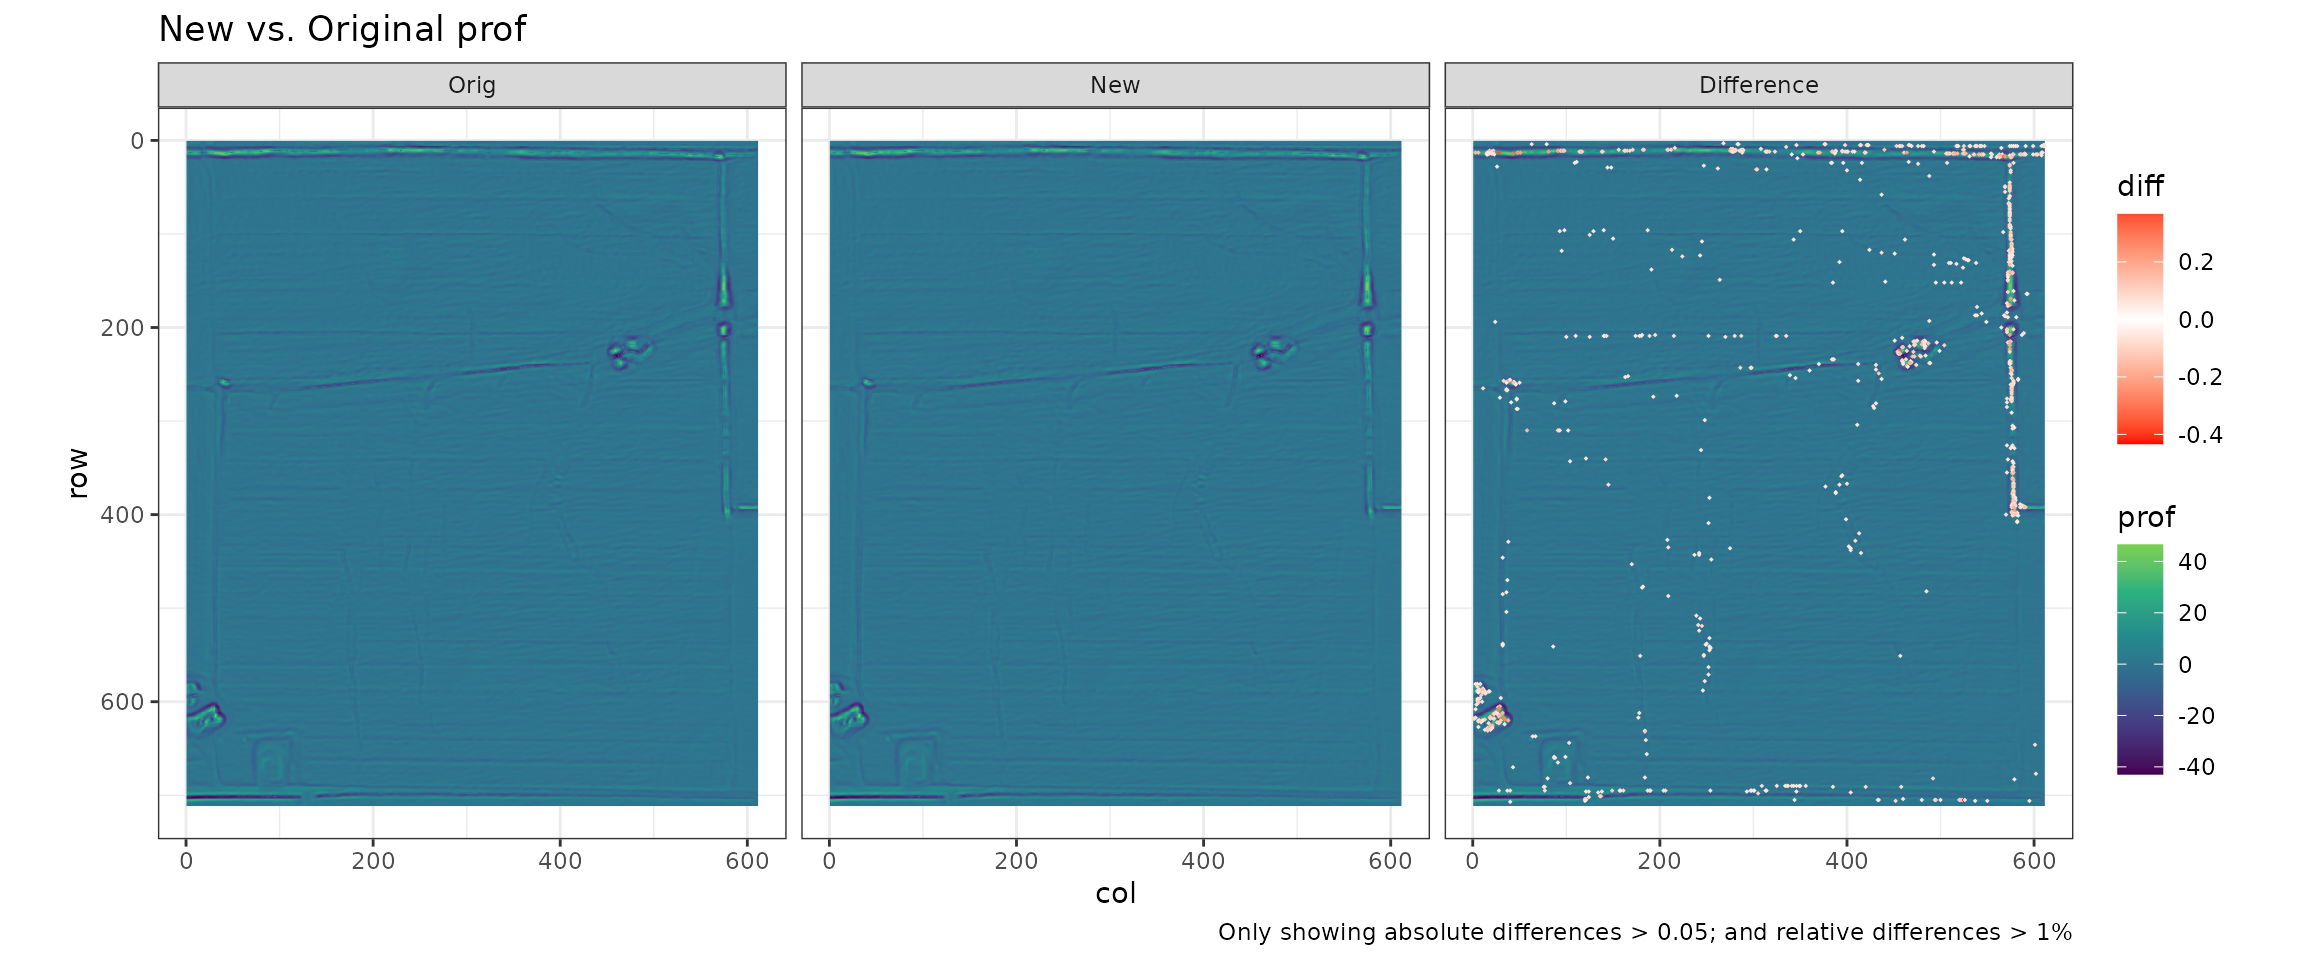 New vs. Original prof
Orig
New
Difference
0
200
400
600
row
0
200
400
600
0
200
400
600
0
200
400
600
col
diff
0.2
0.0
-0.2
-0.4
prof
40
20
0
-20
-40
Only showing absolute differences > 0.05; and relative differences > 1%